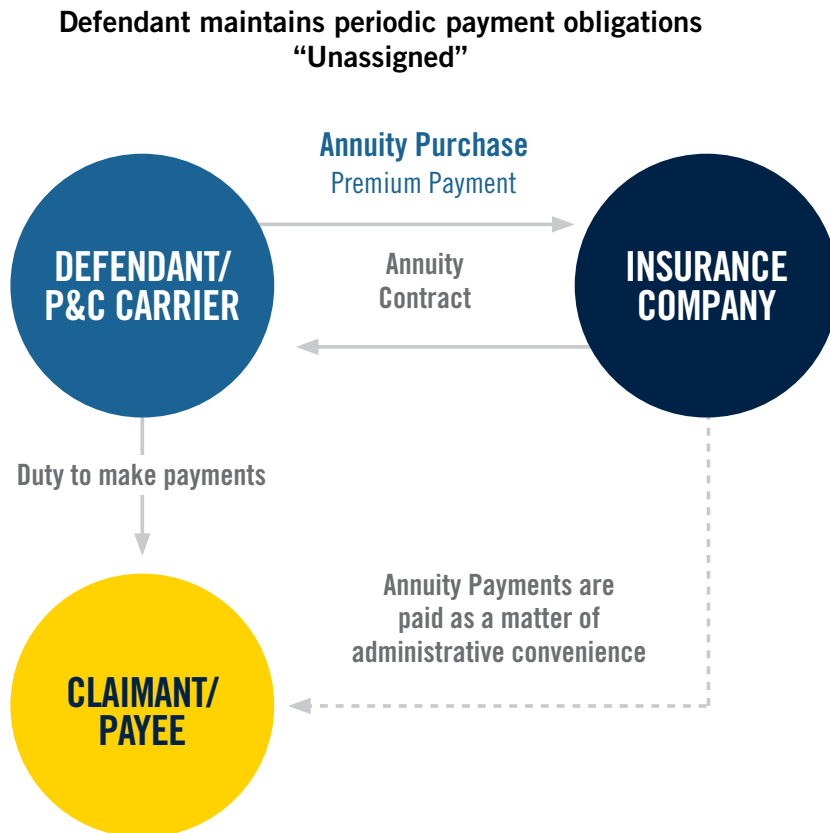 Defendant maintains periodic payment obligations
“Unassigned”
Annuity Purchase
Premium Payment
DEFENDANT/
P&C CARRIER
Annuity
Contract
INSURANCE
COMPANY
Duty to make payments
Annuity Payments are
paid as a matter of
administrative convenience
CLAIMANT/
PAYEE